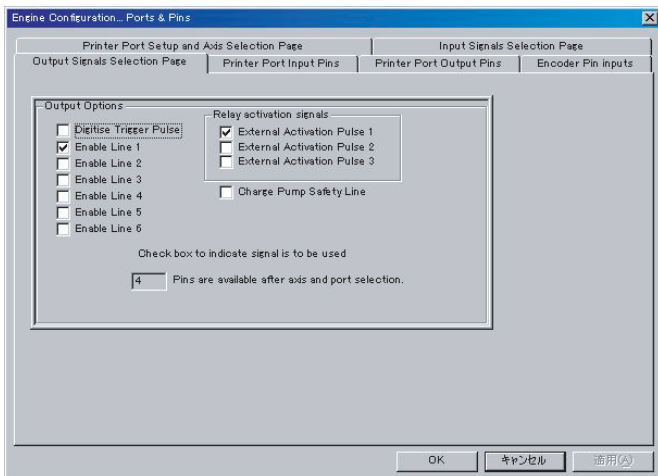 Engine Configuration... Ports & Pins
Printer Port Setup and Axis Selection Page
Input Signals Selection Page
Output Signals Selection Page
Printer Port Input Pins
Printer Port Output Pins
Encoder Pin inputs
Output Options
Digitise Trigger Pulse
Enable Line 1
Enable Line 2
Enable Line 3
Enable Line 4
Enable Line 5
Enable Line 6
Relay activation signals
External Activation Pulse 1
External Activation Pulse 2
External Activation Pulse 3
Charge Pump Safety Line
Check box to indicate signal is to be used
4 Pins are available after axis and port selection.
OK
キャンセル
適用(A)